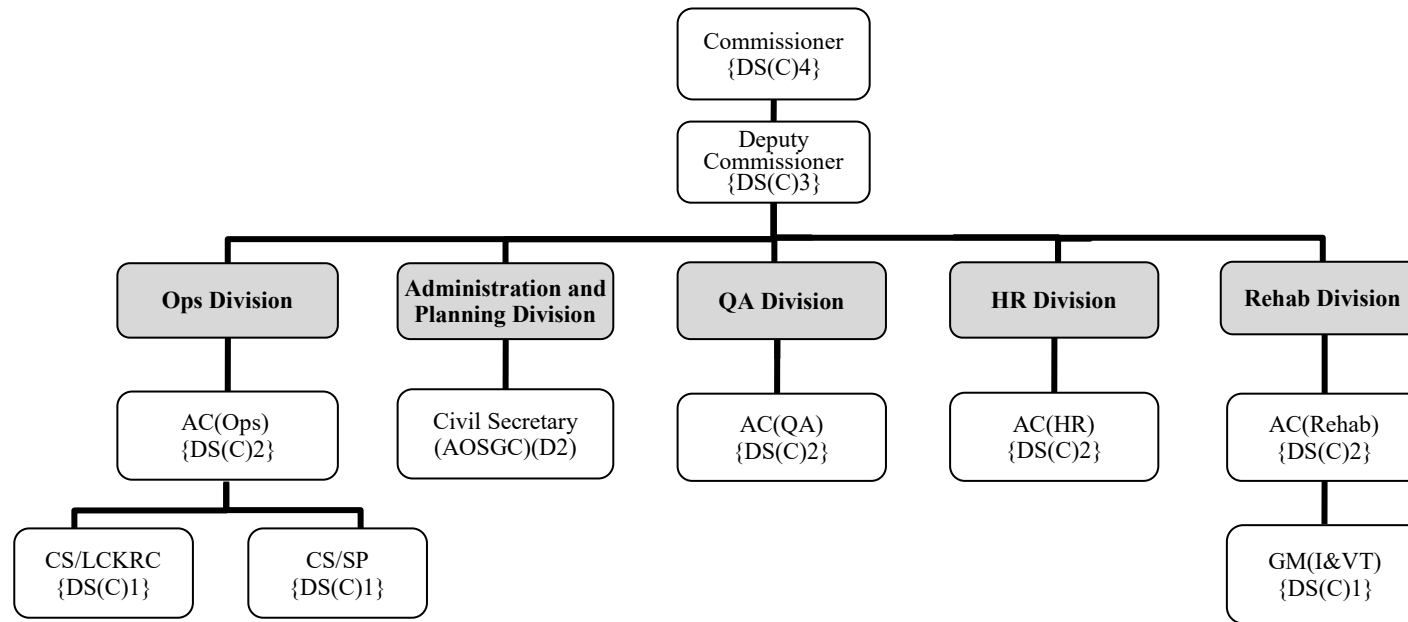 Commissioner
{DS(C)4}
Deputy
Commissioner
{DS(C)3}
Ops Division
Administration and
Planning Division
QA Division
HR Division
Rehab Division
AC(Ops)
{DS(C)2}
Civil Secretary
(AOSGC)(D2)
AC(QA)
{DS(C)2}
AC(HR)
{DS(C)2}
AC(Rehab)
{DS(C)2}
CS/LCKRC
{DS(C)1}
CS/SP
{DS(C)1}
GM(I&VT)
{DS(C)1}